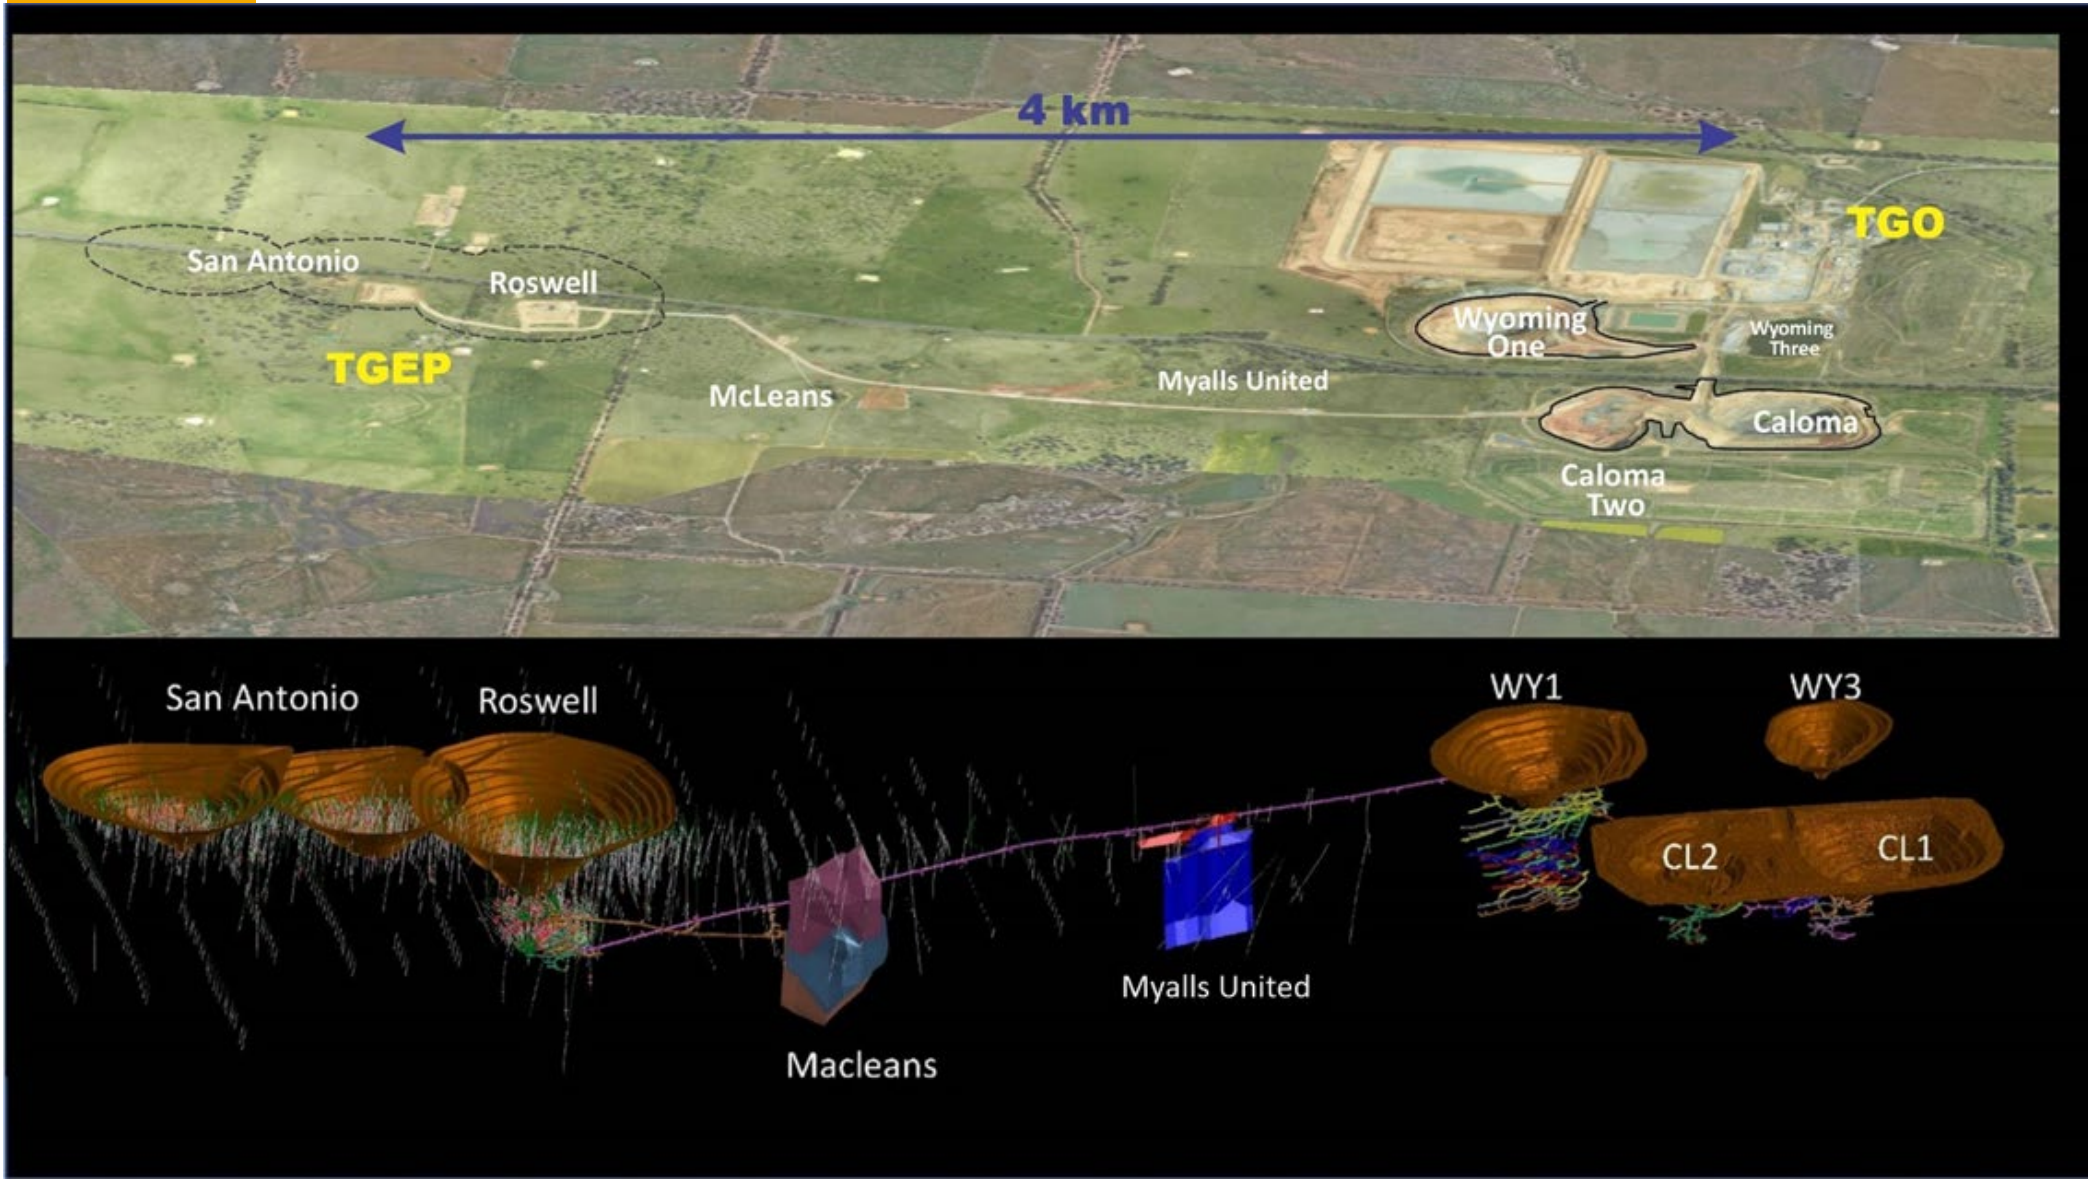 4 km
TGO
San Antonio
Roswell
Wyoming
One
Wyoming
Three
TGEP
Myalls United
McLeans
Caloma
Caloma
Two
WY1
WY3
San Antonio
Roswell
CL2
CL1
Myalls United
Macleans